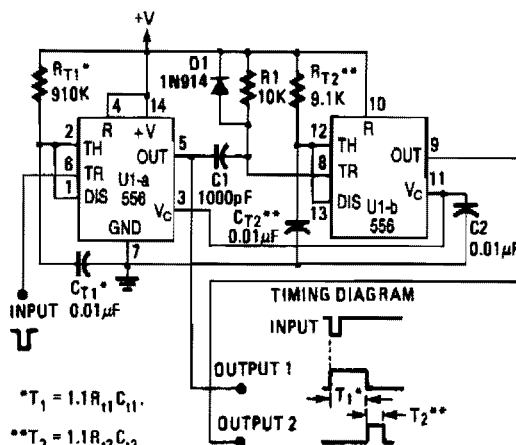 +V
RT1*
910K
D1
1N914
R1
10K
RT2**
9.1K
4
14
R
+V
2
TH
6
TR
1
DIS
U1-a
556
GND
7
OUT
5
VC
3
C1
1000pF
CT2**
0.01µF
10
R
12
TH
8
TR
13
DIS
U1-b
556
OUT
9
VC
11
C2
0.01µF
CT1*
0.01µF
INPUT
TIMING DIAGRAM
INPUT
OUTPUT 1
T1*
T2**
OUTPUT 2
*T1 = 1.1Rt1Ct1.
**T2 = 1.1Rt2Ct2